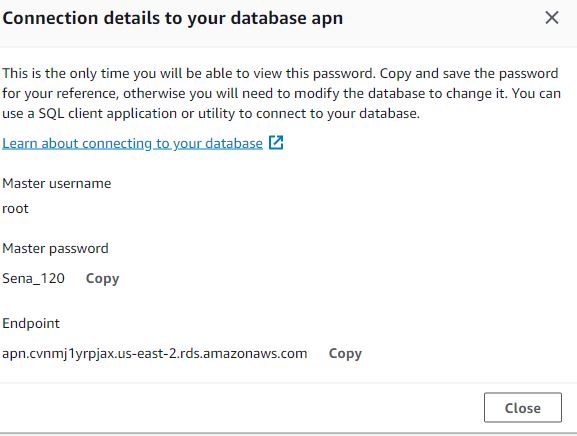 Connection details to your database apn
This is the only time you will be able to view this password. Copy and save the password
for your reference, otherwise you will need to modify the database to change it. You can
use a SQL client application or utility to connect to your database.
Learn about connecting to your database
Master username
root
Master password
Sena_120 Copy
Endpoint
apn.cvnmj1yrpjax.us-east-2.rds.amazonaws.com Copy
Close